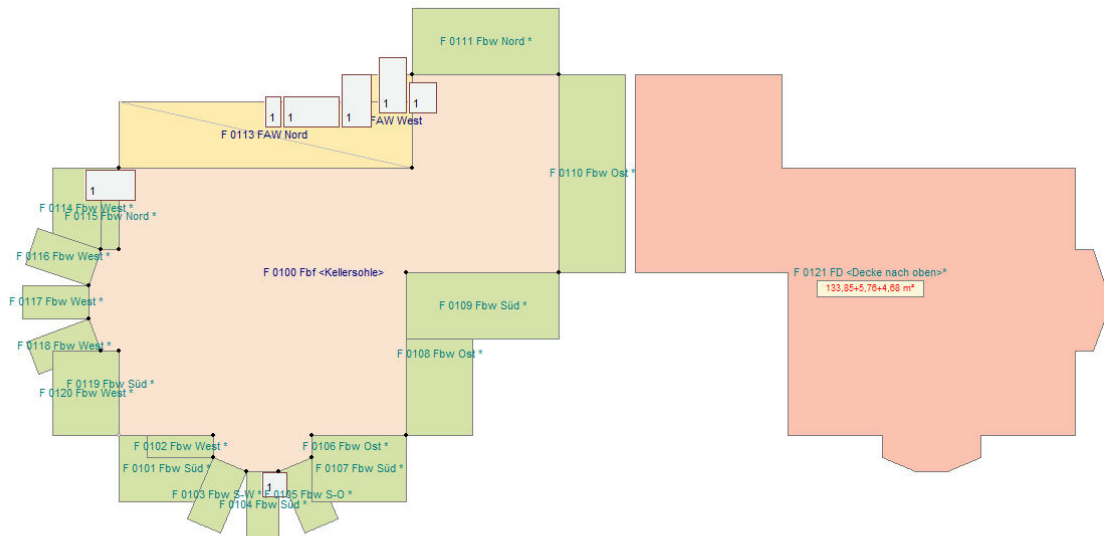 F 0111 Fbw Nord *
1
1
1
1
1
FAW West
F 0113 FAW Nord
F 0110 Fbw Ost *
1
F 0114 Fbw West *
F 0115 Fbw Nord *
F 0116 Fbw West *
F 0100 Fbf <Kellersohle>
F 0121 FD <Decke nach oben>*
133,85+5,76+4,68 m²
F 0117 Fbw West *
F 0109 Fbw Süd *
F 0118 Fbw West *
F 0108 Fbw Ost *
F 0119 Fbw Süd *
F 0120 Fbw West *
F 0102 Fbw West *
F 0106 Fbw Ost *
F 0101 Fbw Süd *
F 0107 Fbw Süd *
1
F 0103 Fbw S-W *
F 0105 Fbw S-O *
F 0104 Fbw Süd *